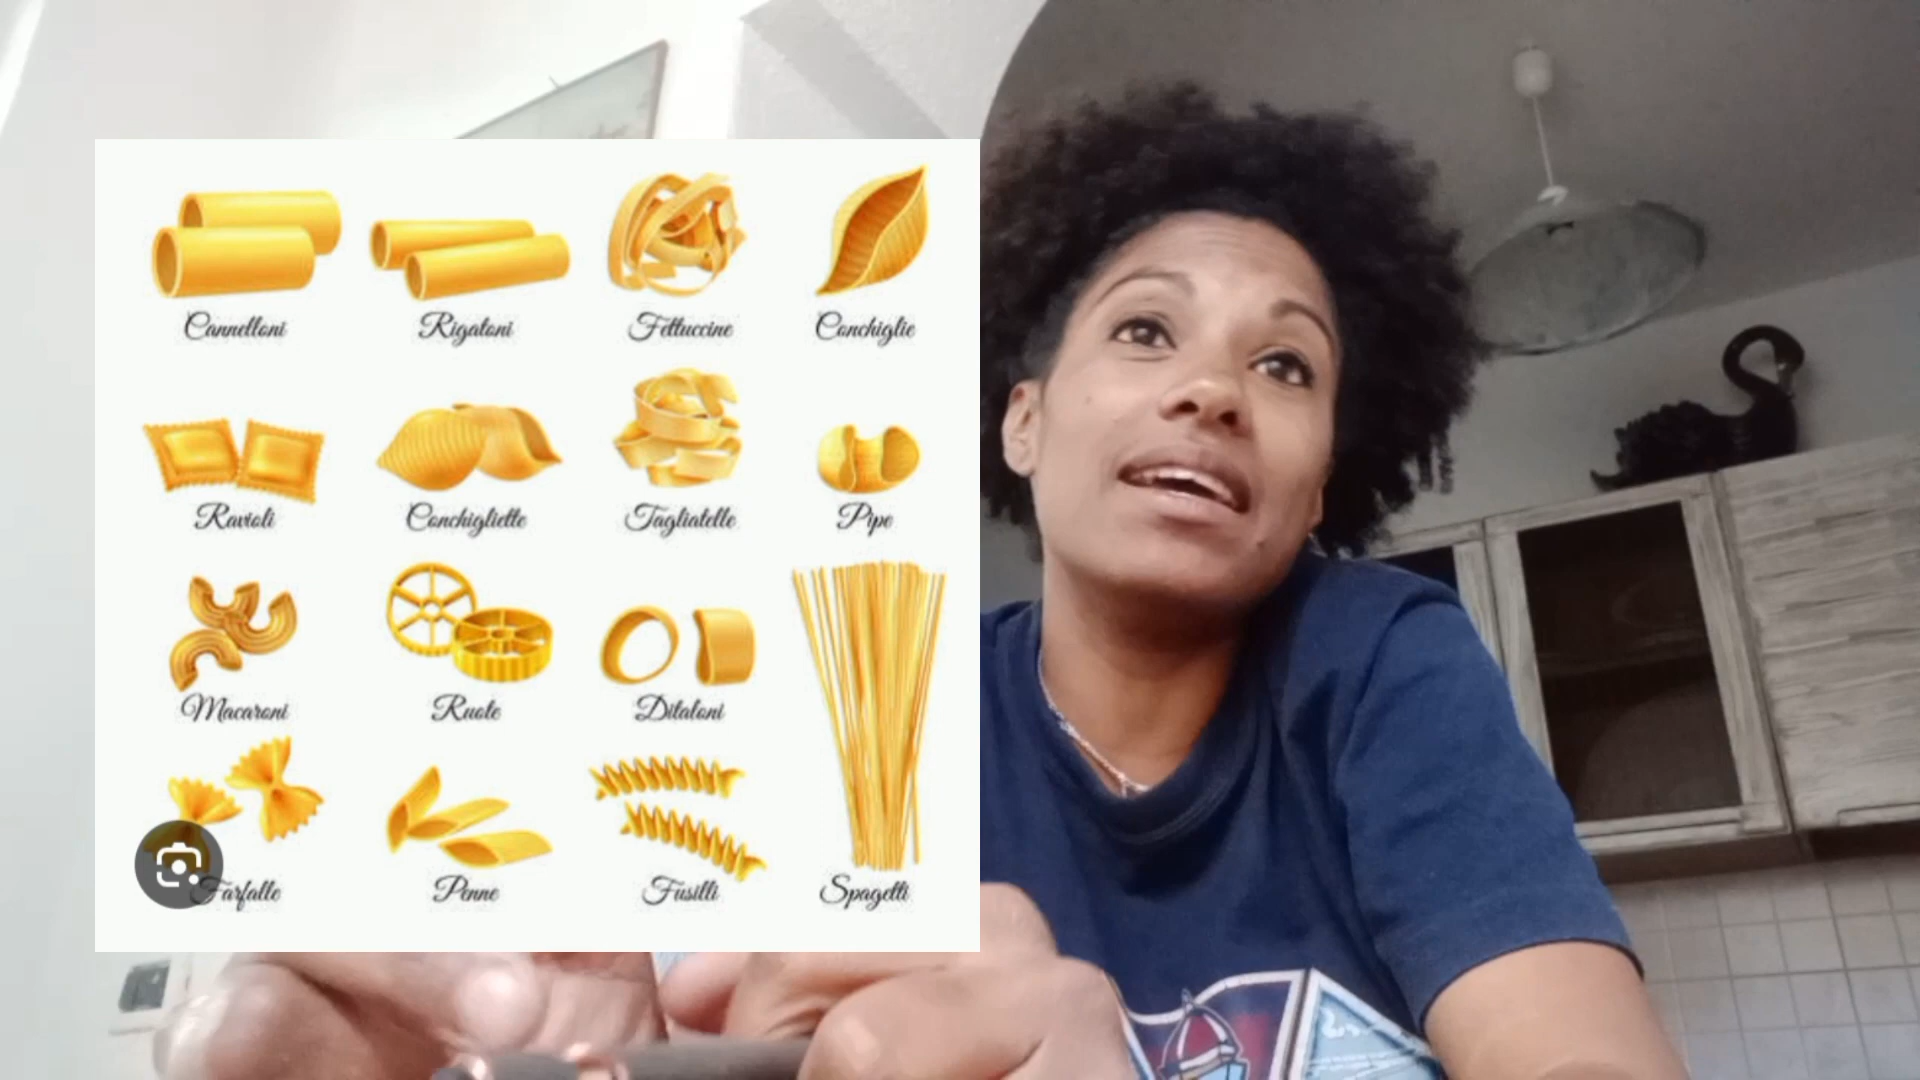 Cannelloni Rigatoni Fettuccine Conchiglie
Ravioli Conchigliette Tagliatelle Pipe
Macaroni Ruote Ditaloni
Farfalle Penne Fusilli Spagetti